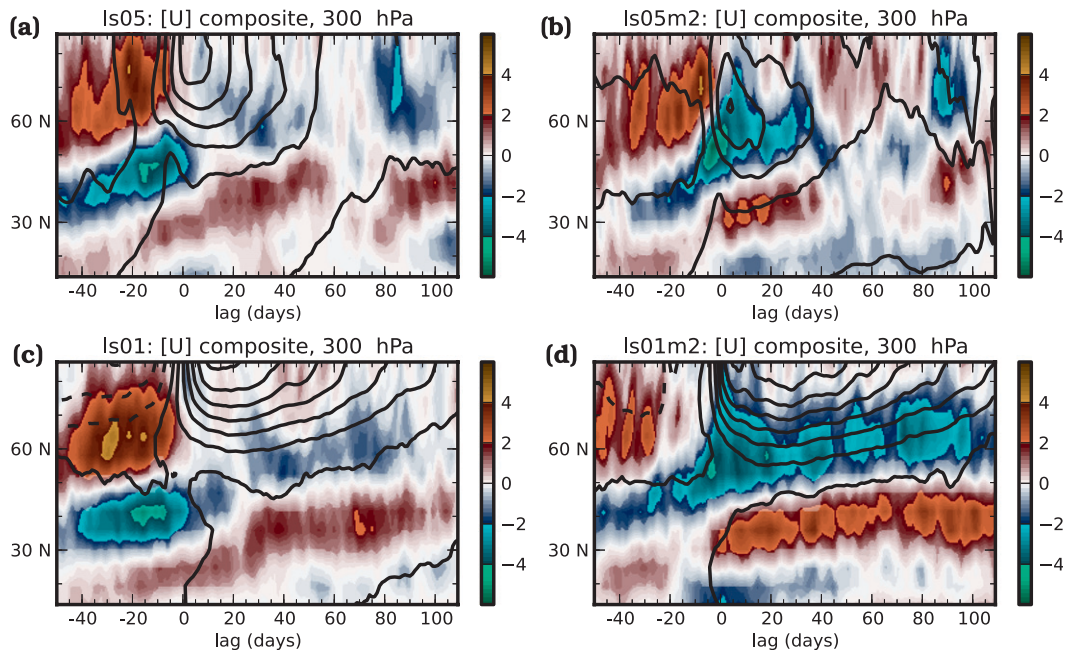 (a) ls05: [U] composite, 300 hPa
60 N
30 N
-40 -20 0 20 40 60 80 100
lag (days)
4
2
0
−2
−4
(b) ls05m2: [U] composite, 300 hPa
60 N
30 N
-40 -20 0 20 40 60 80 100
lag (days)
4
2
0
−2
−4
(c) ls01: [U] composite, 300 hPa
60 N
30 N
-40 -20 0 20 40 60 80 100
lag (days)
4
2
0
−2
−4
(d) ls01m2: [U] composite, 300 hPa
60 N
30 N
-40 -20 0 20 40 60 80 100
lag (days)
4
2
0
−2
−4